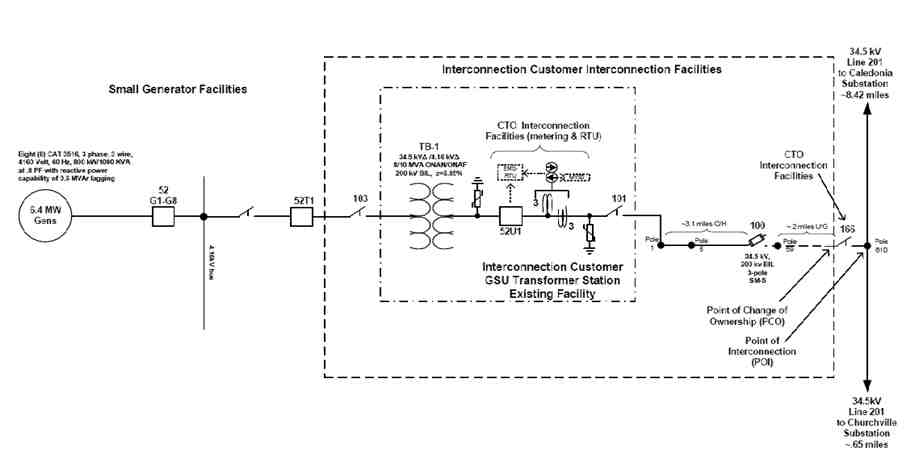 34.5 kV
Line 201
to Caledonia
Substation
~8.42 miles
Interconnection Customer Interconnection Facilities
Small Generator Facilities
CTO Interconnection
Facilities (metering & RTU)
TB-1
34.5 kVΔ /4.16 kVΔ
8/10 MVA ONAN/ONAF
200 kV BIL, z=6.85%
CTO
Interconnection
Facilities
Eight (8) CAT 3516, 3 phase, 3 wire,
4160 Volt, 60 Hz, 800 kW/1000 KVA
at .8 PF with reactive power
capability of 3.6 MVAr lagging
EMS
RTU
52
G1-G8
52T1
103
101
3
3
52U1
6.4 MW
Gens
~3.1 miles O/H
100
~.2 miles U/G
166
Pole
1
Pole
Pole
59
Pole
610
34.5 kV,
200 kv BIL
3-pole
SM-5
4.16kV bus
Interconnection Customer
GSU Transformer Station
Existing Facility
Point of Change of
Ownership (PCO)
Point of
Interconnection
(POI)
34.5kV
Line 201
to Churchville
Substation
~.65 miles